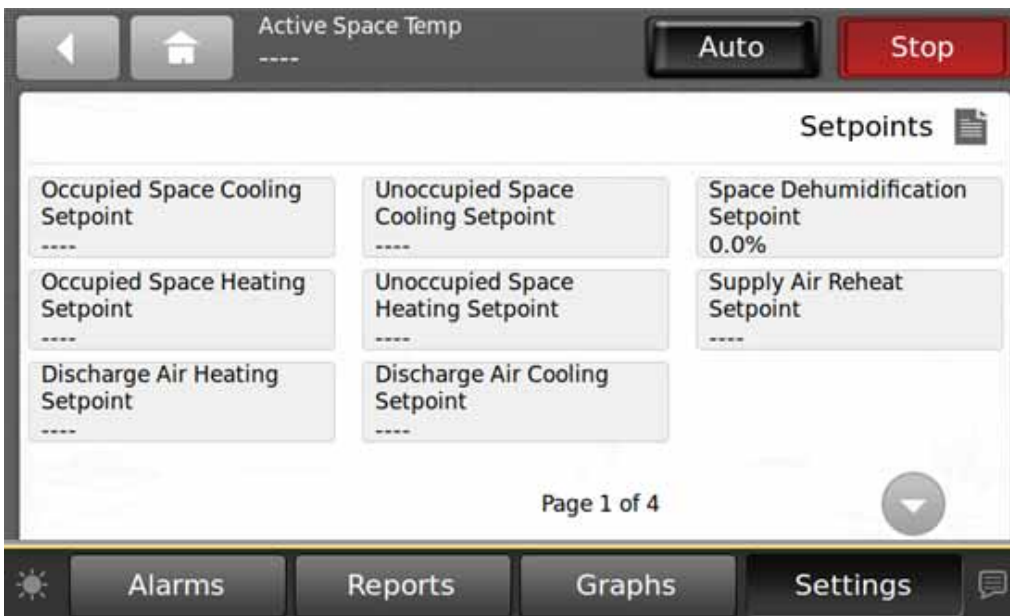 Active Space Temp
----
Auto
Stop
Setpoints
Occupied Space Cooling
Setpoint
----
Unoccupied Space
Cooling Setpoint
----
Space Dehumidification
Setpoint
0.0%
Occupied Space Heating
Setpoint
----
Unoccupied Space
Heating Setpoint
----
Supply Air Reheat
Setpoint
----
Discharge Air Heating
Setpoint
----
Discharge Air Cooling
Setpoint
----
Page 1 of 4
Alarms
Reports
Graphs
Settings